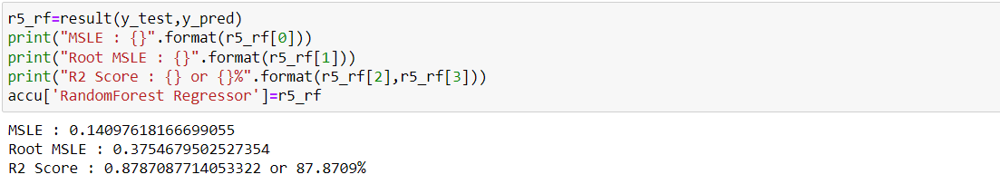 r5_rf=result(y_test,y_pred)
print("MSLE : {}".format(r5_rf[0]))
print("Root MSLE : {}".format(r5_rf[1]))
print("R2 Score : {} or {}%".format(r5_rf[2],r5_rf[3]))
accu['RandomForest Regressor']=r5_rf
MSLE : 0.14097618166699055
Root MSLE : 0.3754679502527354
R2 Score : 0.8787087714053322 or 87.8709%